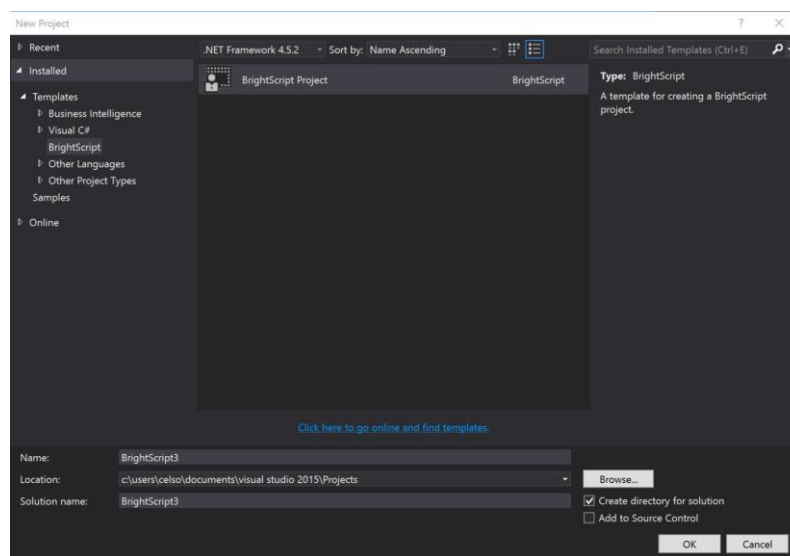 New Project
Recent
.NET Framework 4.5.2 Sort by: Name Ascending
Search Installed Templates (Ctrl+E)
Installed
Templates
Business Intelligence
Visual C#
BrightScript
Other Languages
Other Project Types
Samples
Online
BrightScript Project BrightScript
Type: BrightScript
A template for creating a BrightScript
project.
Click here to go online and find templates.
Name: BrightScript3
Location: c:\users\celso\documents\visual studio 2015\Projects Browse...
Solution name: BrightScript3
Create directory for solution
Add to Source Control
OK Cancel